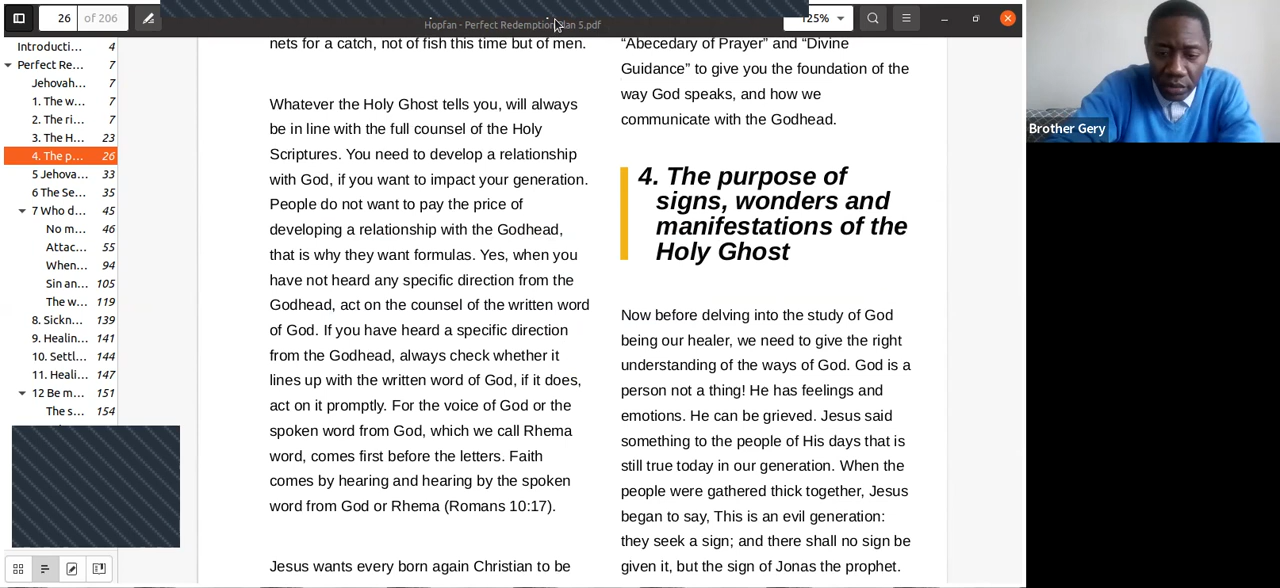 26 of 206
Hopfan - Perfect Redemption Plan 5.pdf
125%
Introducti... 4
Perfect Re... 7
Jehovah... 7
1. The w... 7
2. The ri... 7
3. The H... 23
4. The p... 26
5 Jehova... 33
6 The Se... 35
7 Who d... 45
No m... 46
Attac... 55
When... 94
Sin an... 105
The w... 119
8. Sickn... 139
9. Healin... 141
10. Settl... 144
11. Heali... 147
12 Be m... 151
The s... 154
nets for a catch, not of fish this time but of men.
Whatever the Holy Ghost tells you, will always
be in line with the full counsel of the Holy
Scriptures. You need to develop a relationship
with God, if you want to impact your generation.
People do not want to pay the price of
developing a relationship with the Godhead,
that is why they want formulas. Yes, when you
have not heard any specific direction from the
Godhead, act on the counsel of the written word
of God. If you have heard a specific direction
from the Godhead, always check whether it
lines up with the written word of God, if it does,
act on it promptly. For the voice of God or the
spoken word from God, which we call Rhema
word, comes first before the letters. Faith
comes by hearing and hearing by the spoken
word from God or Rhema (Romans 10:17).
Jesus wants every born again Christian to be
“Abecedary of Prayer” and “Divine
Guidance” to give you the foundation of the
way God speaks, and how we
communicate with the Godhead.
4. The purpose of
signs, wonders and
manifestations of the
Holy Ghost
Now before delving into the study of God
being our healer, we need to give the right
understanding of the ways of God. God is a
person not a thing! He has feelings and
emotions. He can be grieved. Jesus said
something to the people of His days that is
still true today in our generation. When the
people were gathered thick together, Jesus
began to say, This is an evil generation:
they seek a sign; and there shall no sign be
given it, but the sign of Jonas the prophet.
Brother Gery